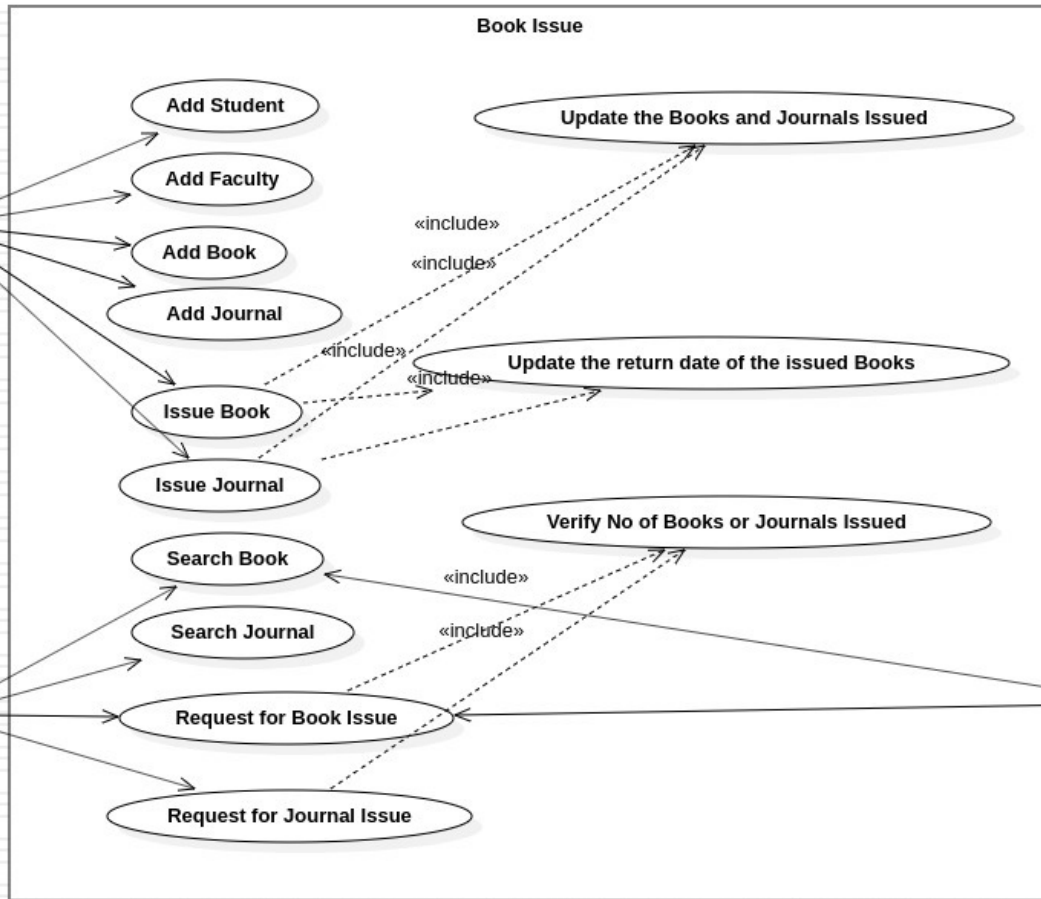 Book Issue
Add Student
Update the Books and Journals Issued
Add Faculty
«include»
Add Book
«include»
Add Journal
«include»
Update the return date of the issued Books
«include»
Issue Book
Issue Journal
Verify No of Books or Journals Issued
Search Book
«include»
Search Journal
«include»
Request for Book Issue
Request for Journal Issue